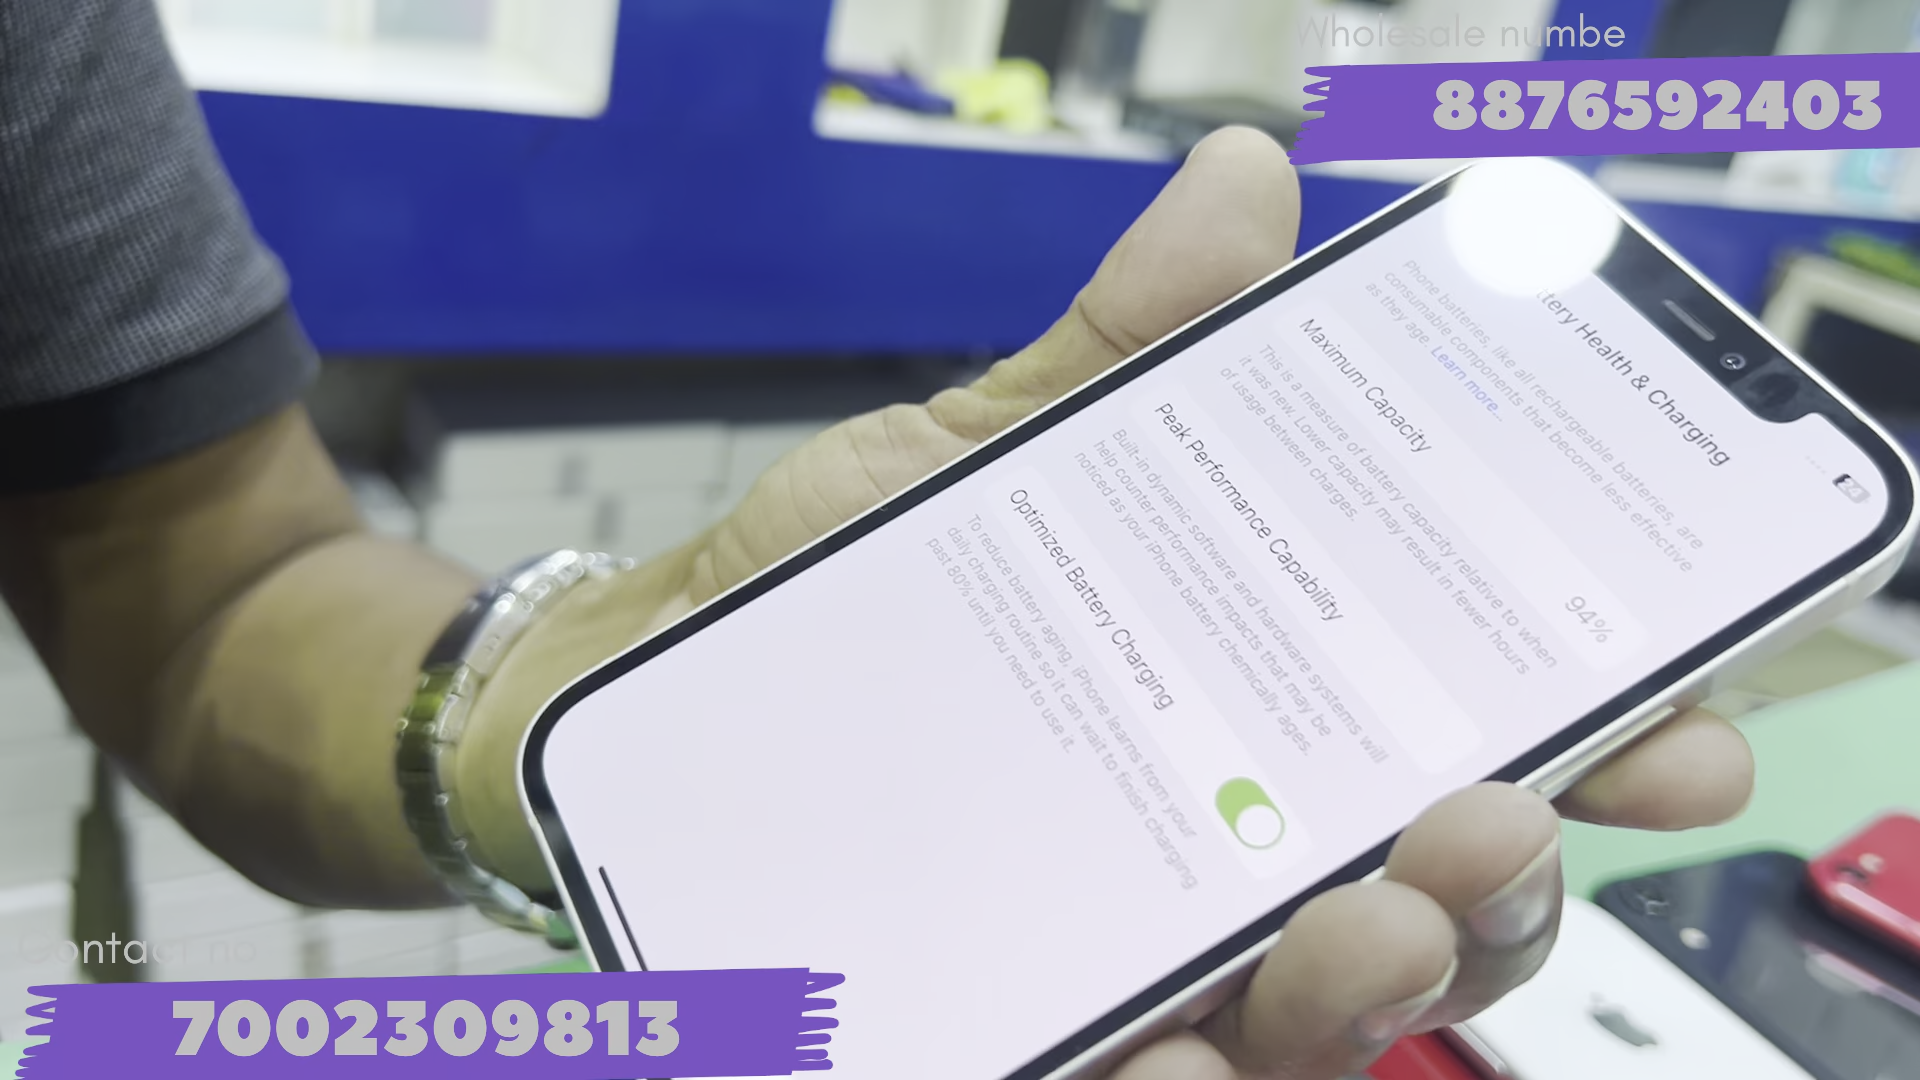 Wholesale numbe
8876592403
ttery Health & Charging
Phone batteries, like all rechargeable batteries, are
consumable components that become less effective
as they age. Learn more...
Maximum Capacity 94%
This is a measure of battery capacity relative to when
it was new. Lower capacity may result in fewer hours
of usage between charges.
Peak Performance Capability
Built-in dynamic software and hardware systems will
help counter performance impacts that may be
noticed as your iPhone battery chemically ages.
Optimized Battery Charging
To reduce battery aging, iPhone learns from your
daily charging routine so it can wait to finish charging
past 80% until you need to use it.
Contact no
7002309813